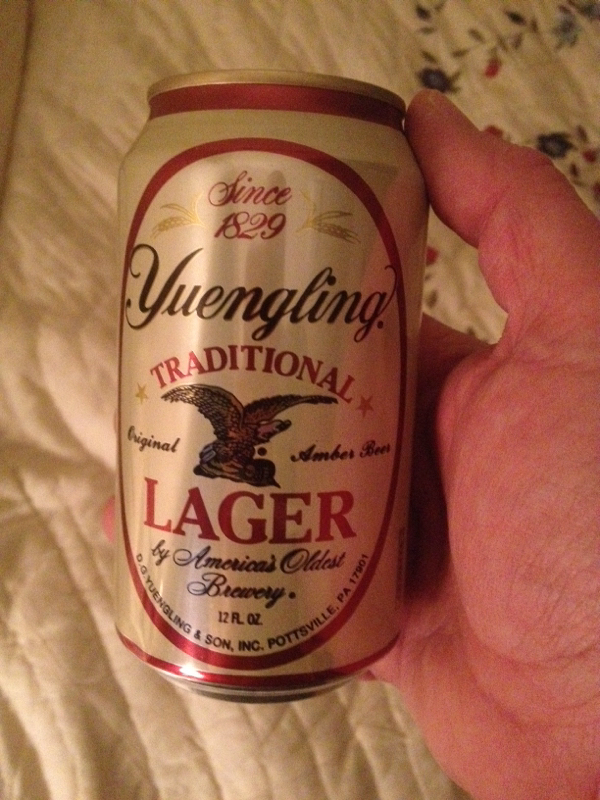 Since
1829
Yuengling
TRADITIONAL
Original Amber Beer
LAGER
by America's Oldest
Brewery.
12 FL. OZ.
D.G. YUENGLING & SON, INC. POTTSVILLE, PA 17901